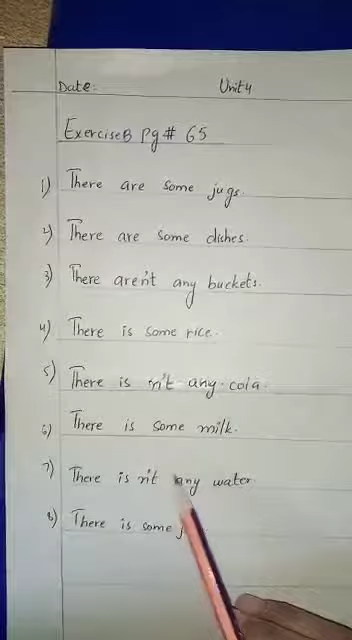 Date: Unit 4
Exercise B Pg # 65
1) There are some jugs.
2) There are some dishes.
3) There aren't any buckets.
4) There is some rice.
5) There is n't any cola.
6) There is some milk.
7) There is n't any water.
8) There is some